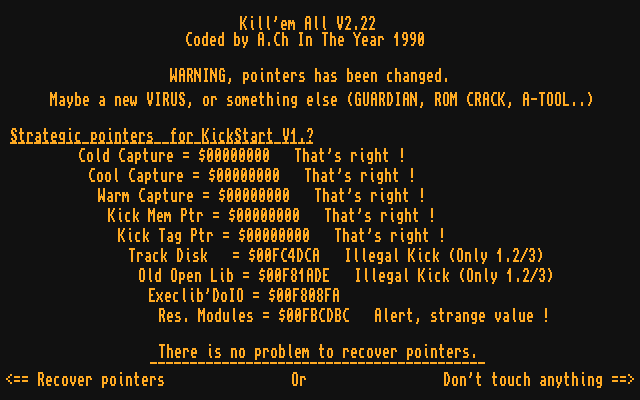 Kill'em All V2.22
Coded by A.Ch In The Year 1990
WARNING, pointers has been changed.
Maybe a new VIRUS, or something else (GUARDIAN, ROM CRACK, A-TOOL..)
Strategic pointers  for KickStart V1.?
Cold Capture = $00000000   That's right !
Cool Capture = $00000000   That's right !
Warm Capture = $00000000   That's right !
Kick Mem Ptr = $00000000   That's right !
Kick Tag Ptr = $00000000   That's right !
Track Disk   = $00FC4DCA   Illegal Kick (Only 1.2/3)
Old Open Lib = $00F81ADE   Illegal Kick (Only 1.2/3)
Execlib'DoIO = $00F808FA
Res. Modules = $00FBCDBC   Alert, strange value !
There is no problem to recover pointers.
<== Recover pointers   Or   Don't touch anything ==>